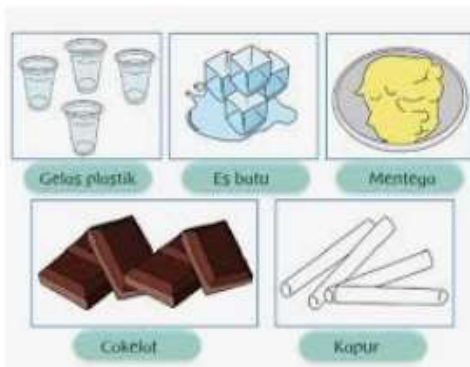 Gelas plastik
Es batu
Mentega
Cokelat
Kapur